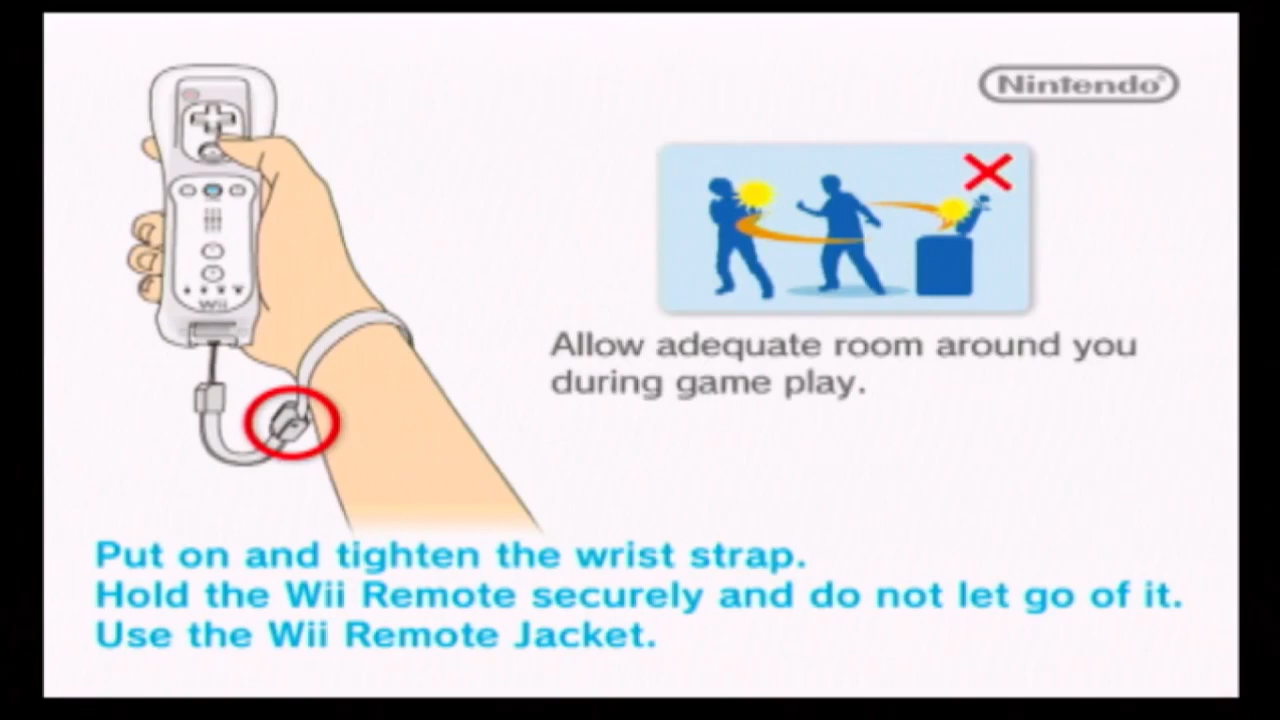 Nintendo®
Wii
Allow adequate room around you
during game play.
Put on and tighten the wrist strap.
Hold the Wii Remote securely and do not let go of it.
Use the Wii Remote Jacket.